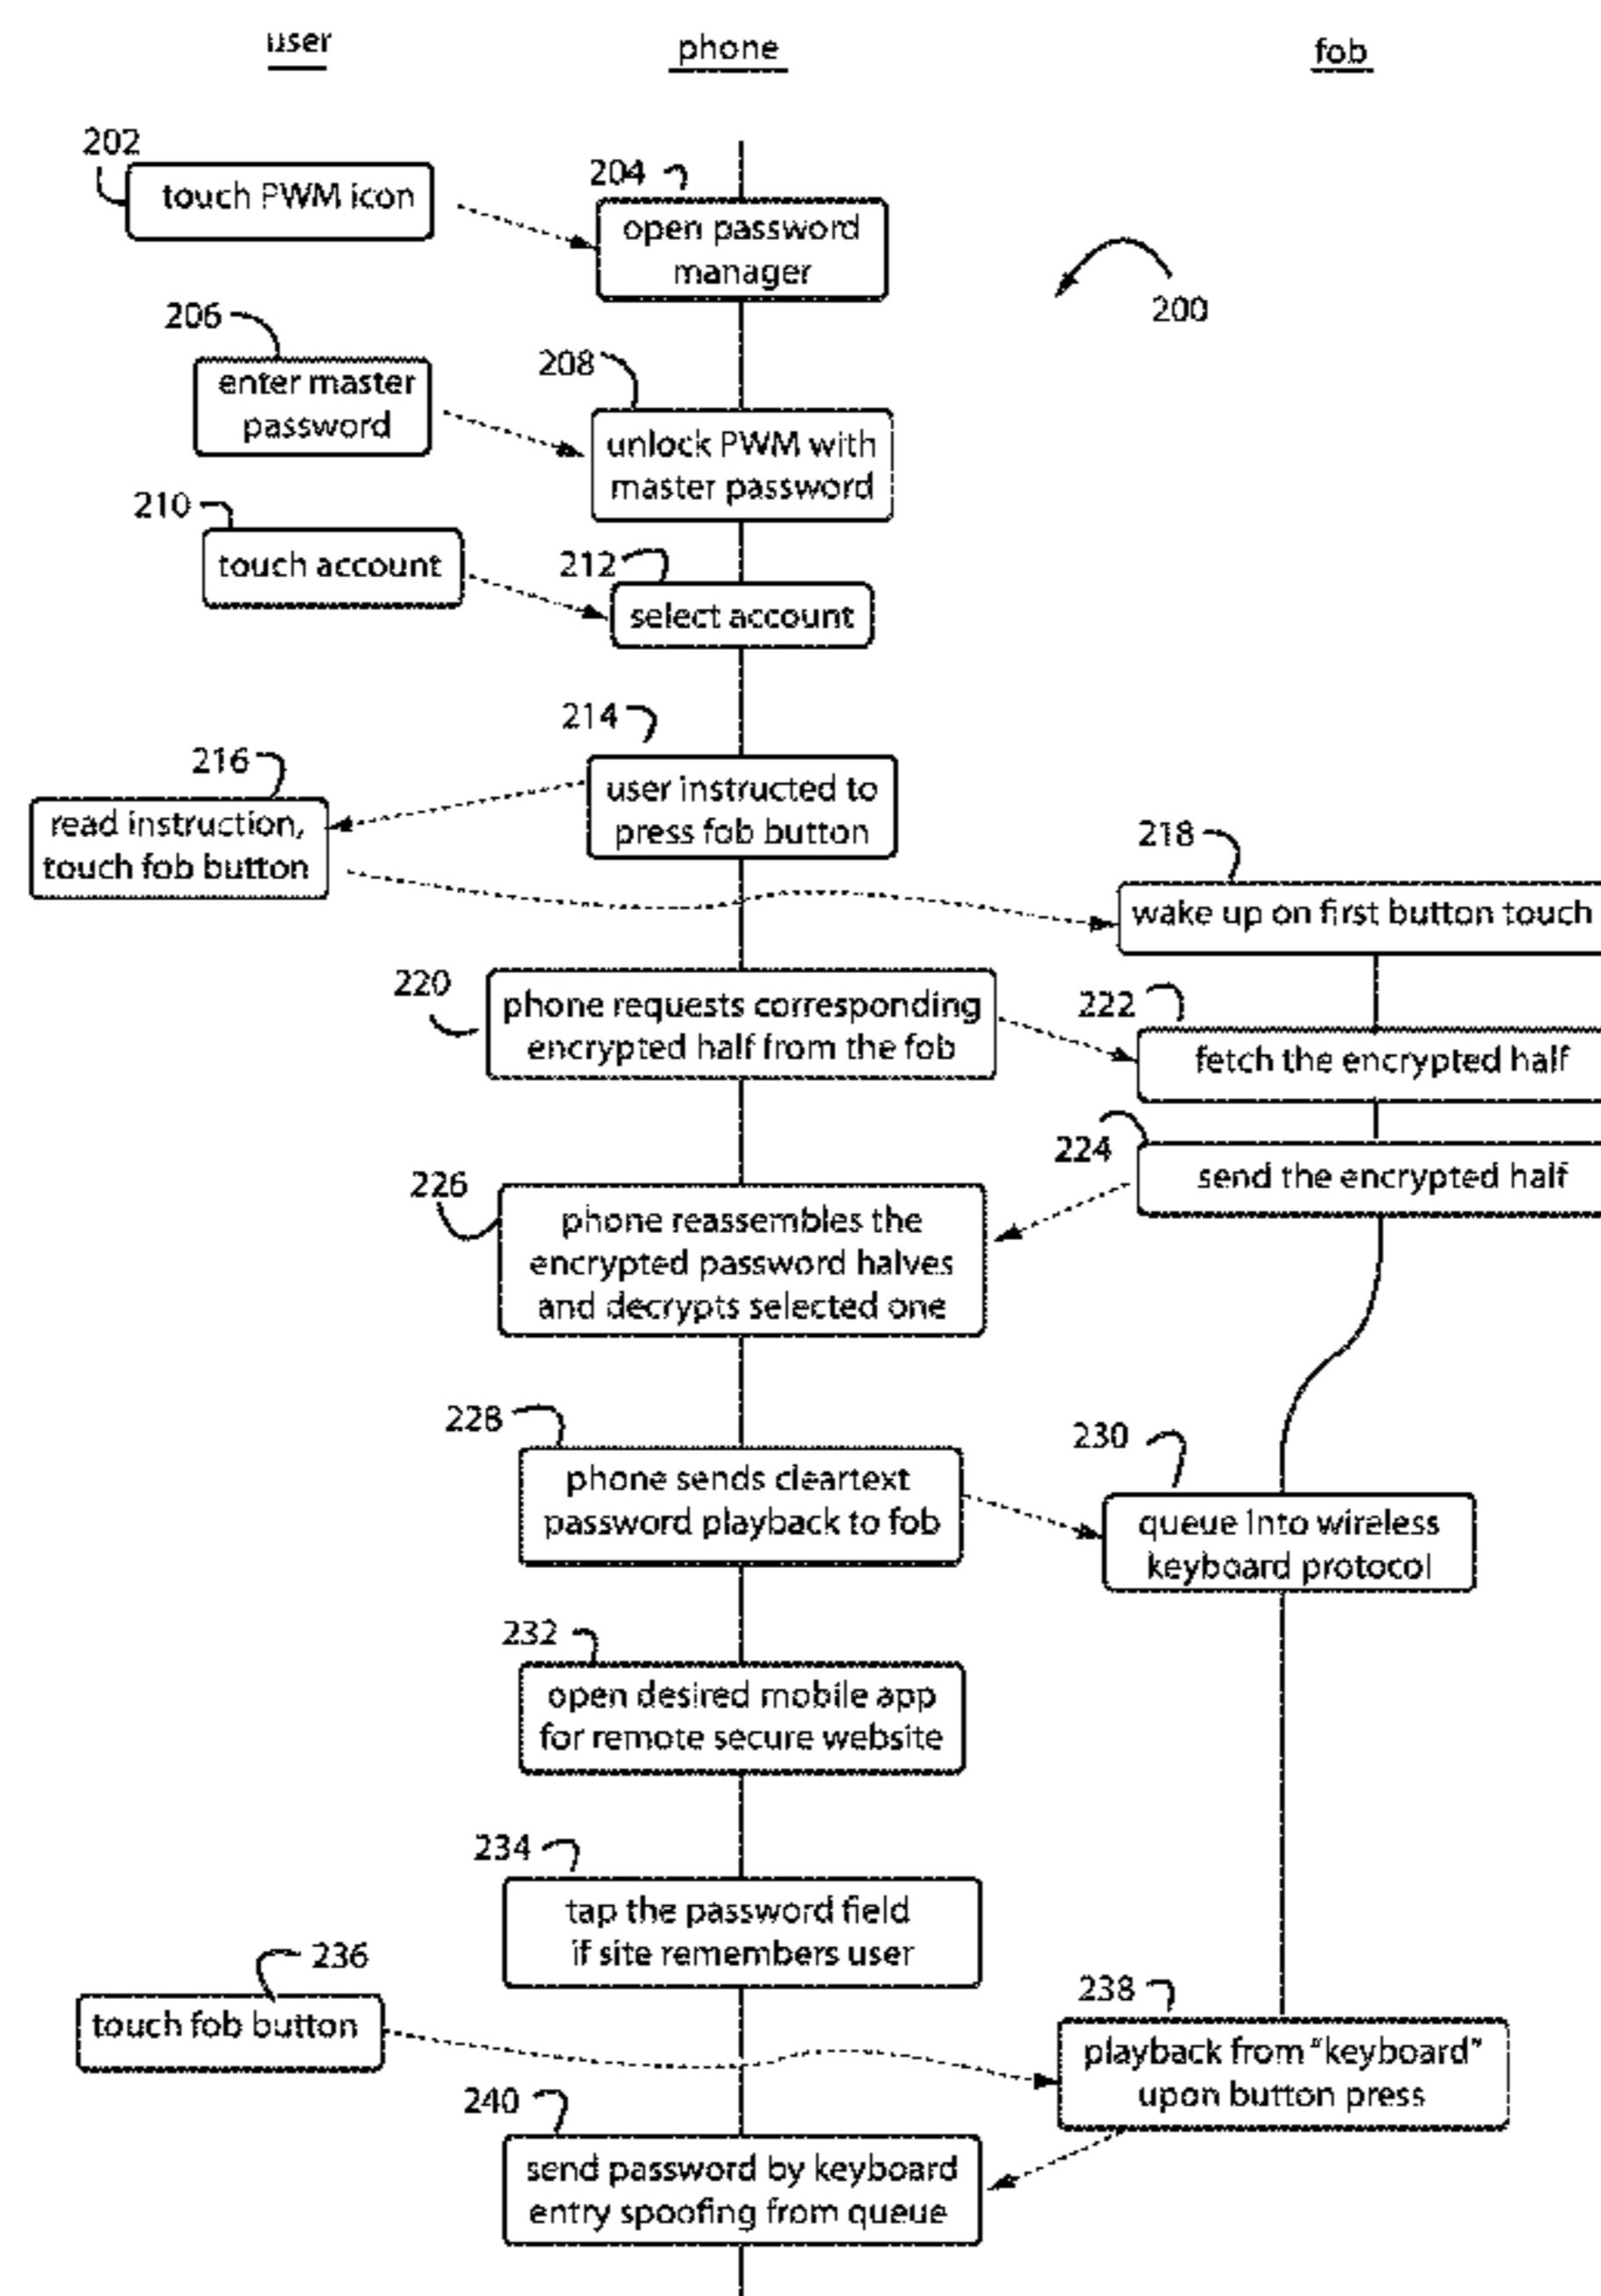 user
phone
fob
202
touch PWM icon
204
open password
manager
200
206
enter master
password
208
unlock PWM with
master password
210
touch account
212
select account
214
user instructed to
press fob button
216
read instruction,
touch fob button
218
wake up on first button touch
220
phone requests corresponding
encrypted half from the fob
222
fetch the encrypted half
224
send the encrypted half
226
phone reassembles the
encrypted password halves
and decrypts selected one
228
phone sends cleartext
password playback to fob
230
queue into wireless
keyboard protocol
232
open desired mobile app
for remote secure website
234
tap the password field
if site remembers user
236
touch fob button
238
playback from "keyboard"
upon button press
240
send password by keyboard
entry spoofing from queue